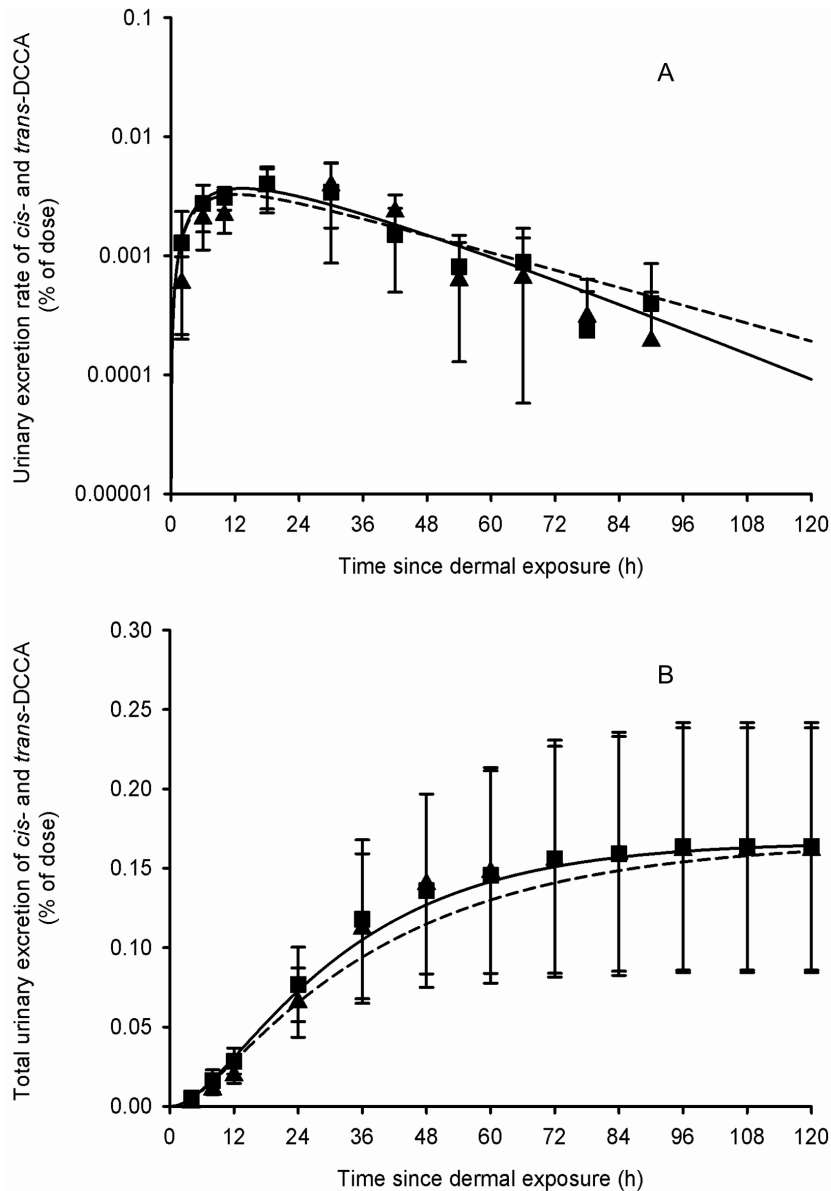 A
Urinary excretion rate of cis- and trans-DCCA
(% of dose)
0.1
0.01
0.001
0.0001
0.00001
0 12 24 36 48 60 72 84 96 108 120
Time since dermal exposure (h)
B
Total urinary excretion of cis- and trans-DCCA
(% of dose)
0.30
0.25
0.20
0.15
0.10
0.05
0.00
0 12 24 36 48 60 72 84 96 108 120
Time since dermal exposure (h)